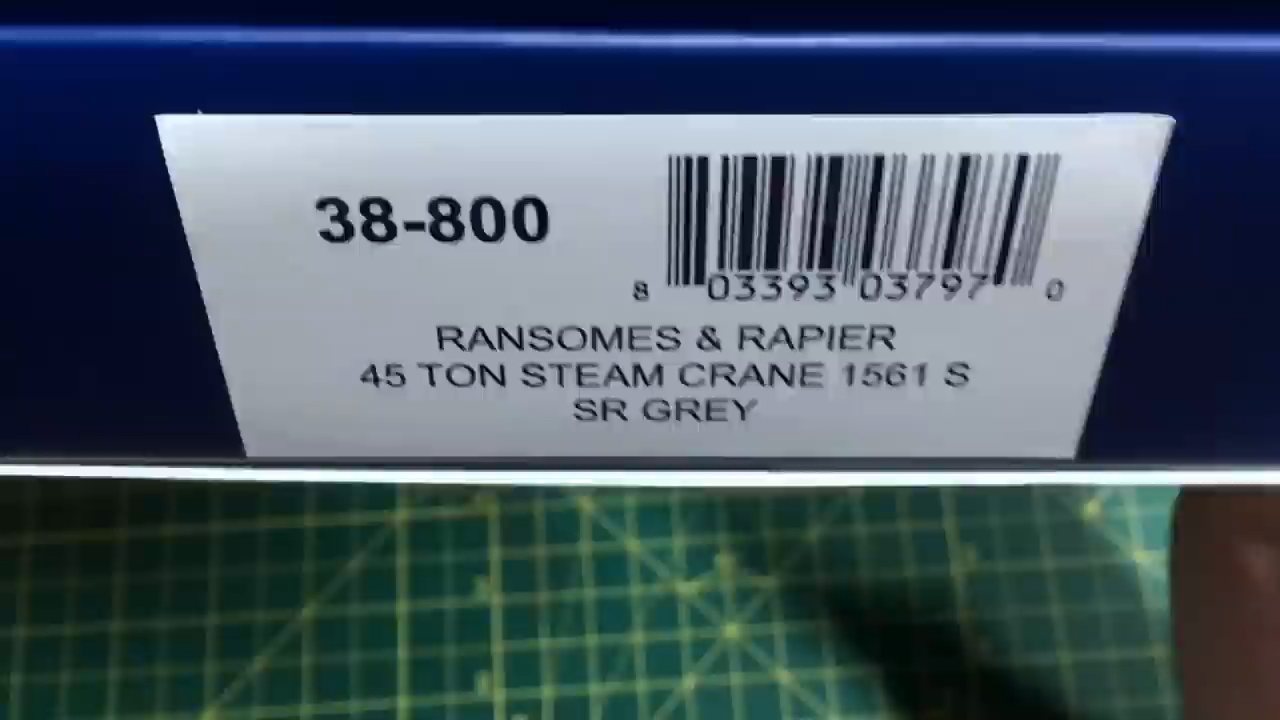 38-800
8 03393 03797 0
RANSOMES & RAPIER
45 TON STEAM CRANE 1561 S
SR GREY